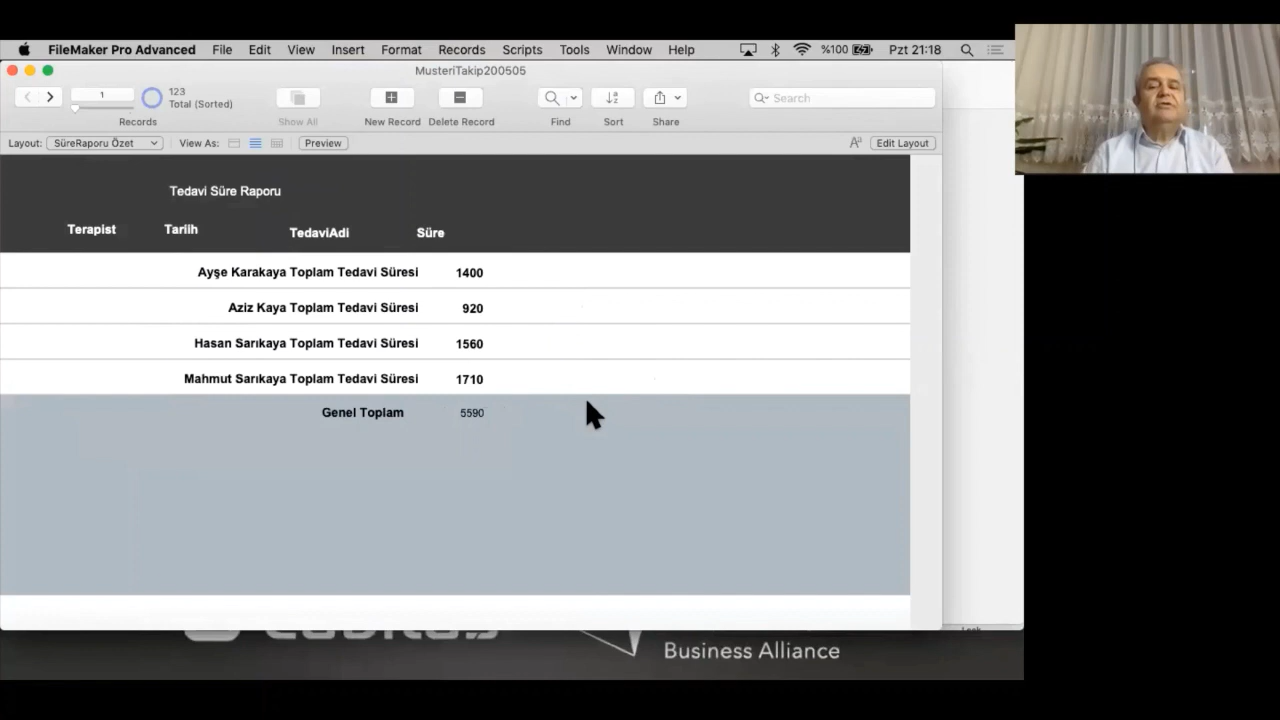 FileMaker Pro Advanced File Edit View Insert Format Records Scripts Tools Window Help %100 Pzt 21:18
MusteriTakip200505
1 123 Total (Sorted) Search
Records Show All New Record Delete Record Find Sort Share
Layout: SüreRaporu Özet View As: Preview Aª Edit Layout
Tedavi Süre Raporu
Terapist Tarlih TedaviAdi Süre
Ayşe Karakaya Toplam Tedavi Süresi 1400
Aziz Kaya Toplam Tedavi Süresi 920
Hasan Sarıkaya Toplam Tedavi Süresi 1560
Mahmut Sarıkaya Toplam Tedavi Süresi 1710
Genel Toplam 5590
Business Alliance